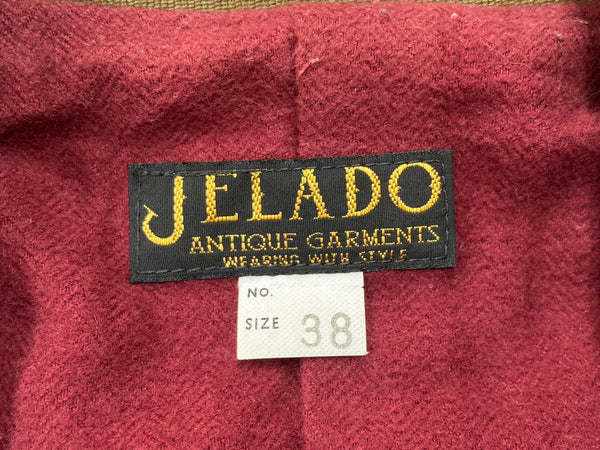 JELADO
ANTIQUE GARMENTS
WEARING WITH STYLE
NO.
SIZE 38